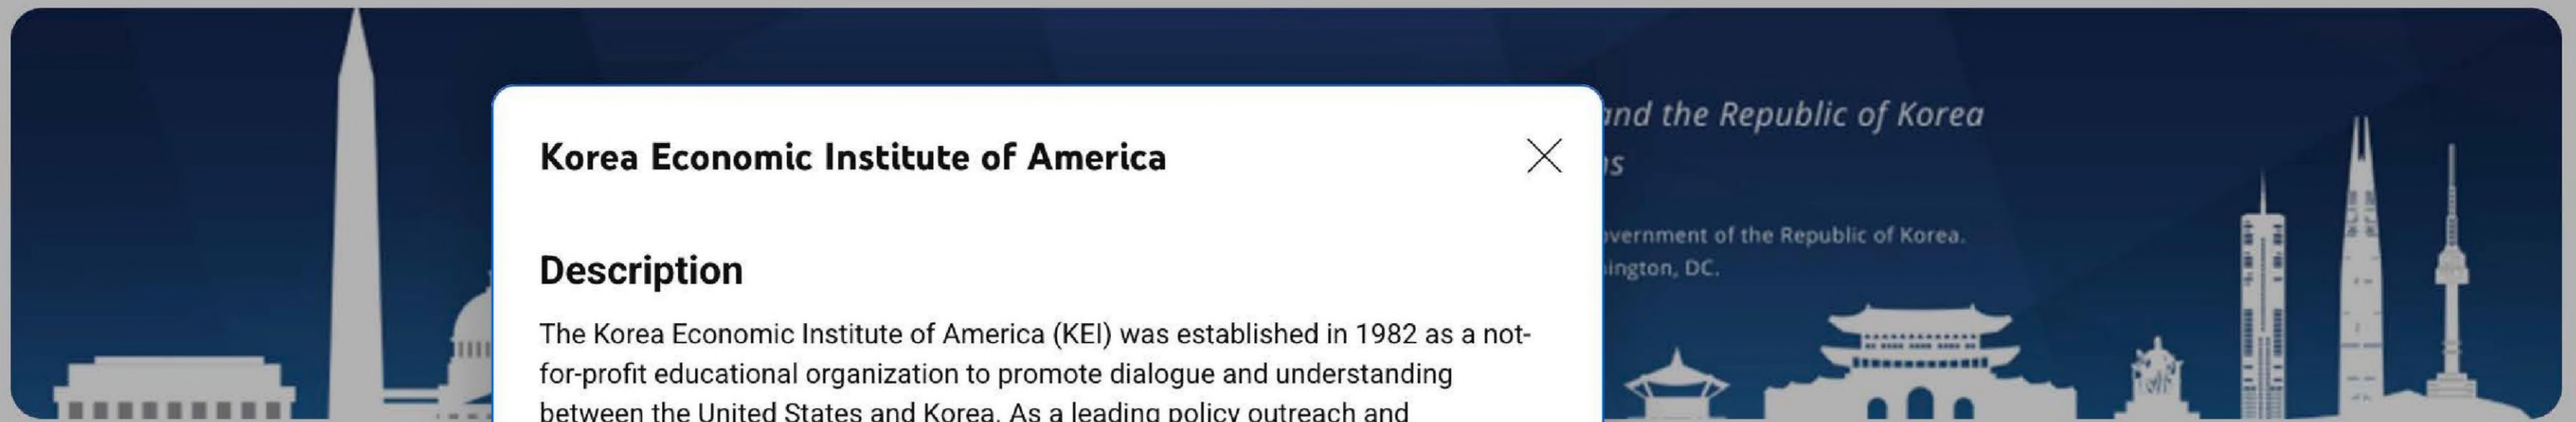 and the Republic of Korea
Korea Economic Institute of America
Government of the Republic of Korea.
Description
Washington, DC.
The Korea Economic Institute of America (KEI) was established in 1982 as a not-
for-profit educational organization to promote dialogue and understanding
between the United States and Korea. As a leading policy outreach and